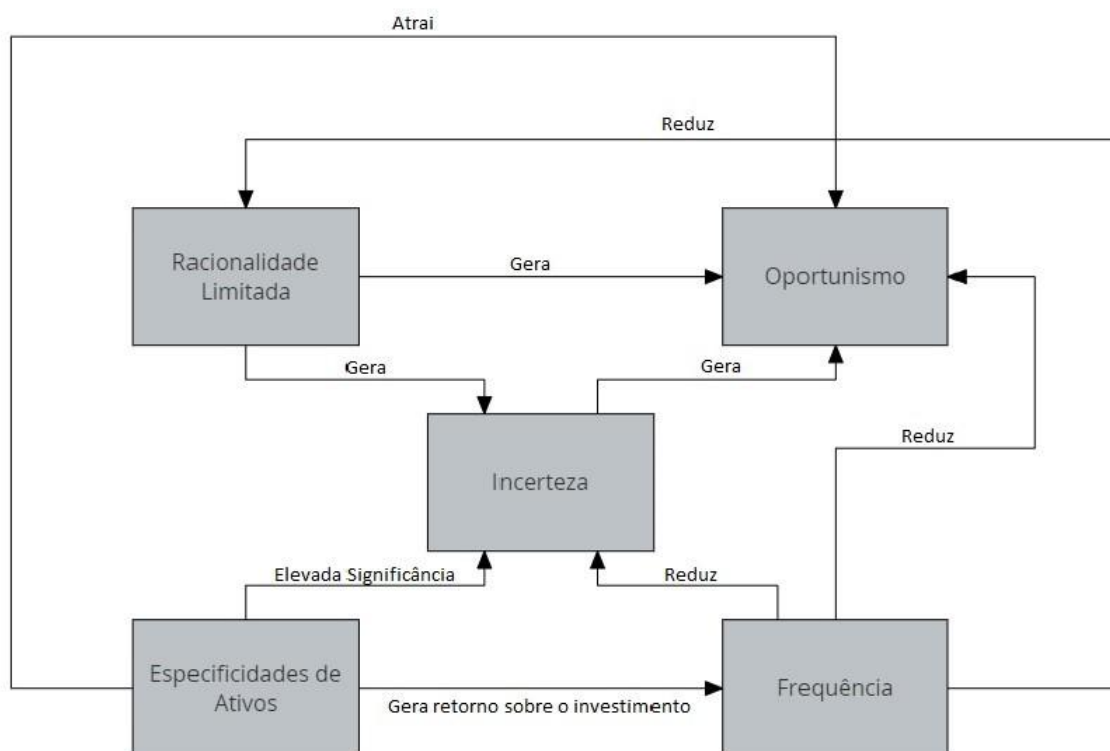 Atrai
Reduz
Racionalidade
Limitada
Gera
Oportunismo
Gera
Gera
Reduz
Incerteza
Elevada Significância
Reduz
Especificidades de
Ativos
Gera retorno sobre o investimento
Frequência